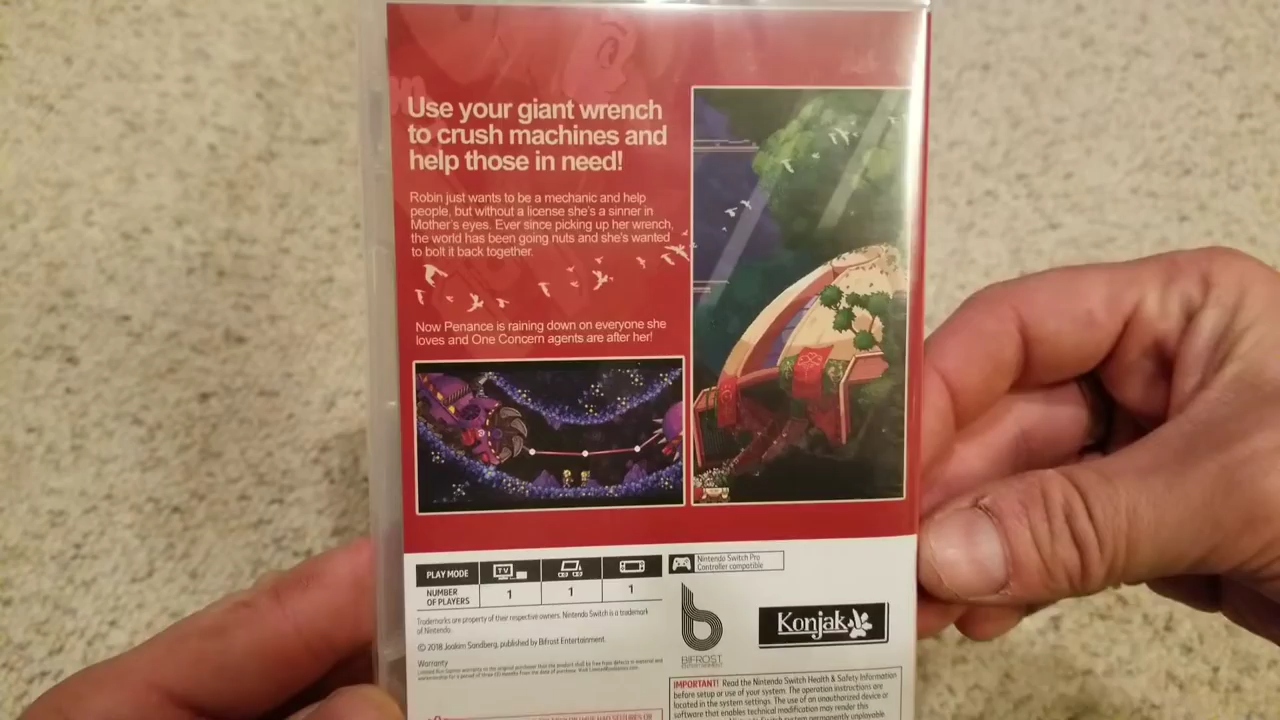 Use your giant wrench
to crush machines and
help those in need!
Robin just wants to be a mechanic and help
people, but without a license she's a sinner in
Mother's eyes. Ever since picking up her wrench,
the world has been going nuts and she's wanted
to bolt it back together.
Now Penance is raining down on everyone she
loves and One Concern agents are after her!
PLAY MODE
TV
NUMBER
OF PLAYERS
1
1
1
Nintendo Switch Pro
Controller compatible
Trademarks are property of their respective owners. Nintendo Switch is a trademark
of Nintendo.
© 2018 Joakim Sandberg, published by Bifrost Entertainment.
Warranty
BIFROST
ENTERTAINMENT
Konjak
IMPORTANT! Read the Nintendo Switch Health & Safety Information
before setup or use of your system. The operation instructions are
located in the system settings. The use of an unauthorized device or
software that enables technical modification may render this
Nintendo Switch system permanently unplayable.